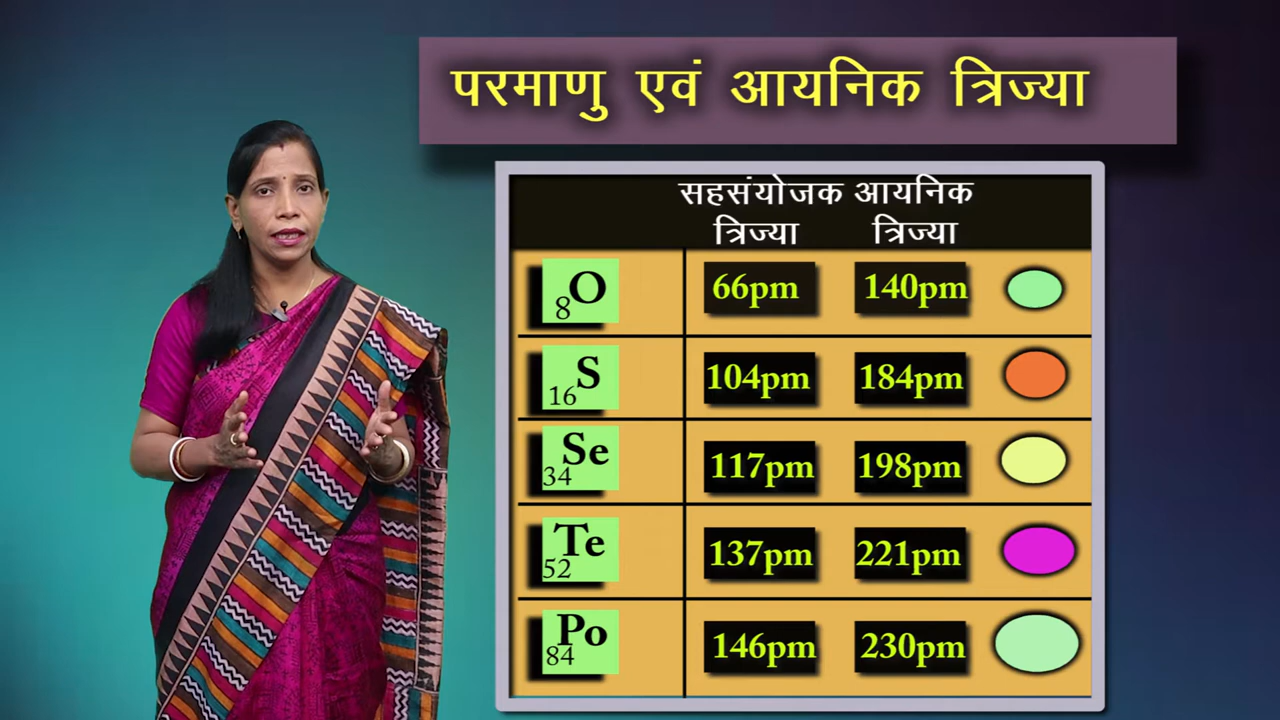 परमाणु एवं आयनिक त्रिज्या
सहसंयोजक आयनिक
त्रिज्या त्रिज्या
8O 66pm 140pm
16S 104pm 184pm
34Se 117pm 198pm
52Te 137pm 221pm
84Po 146pm 230pm